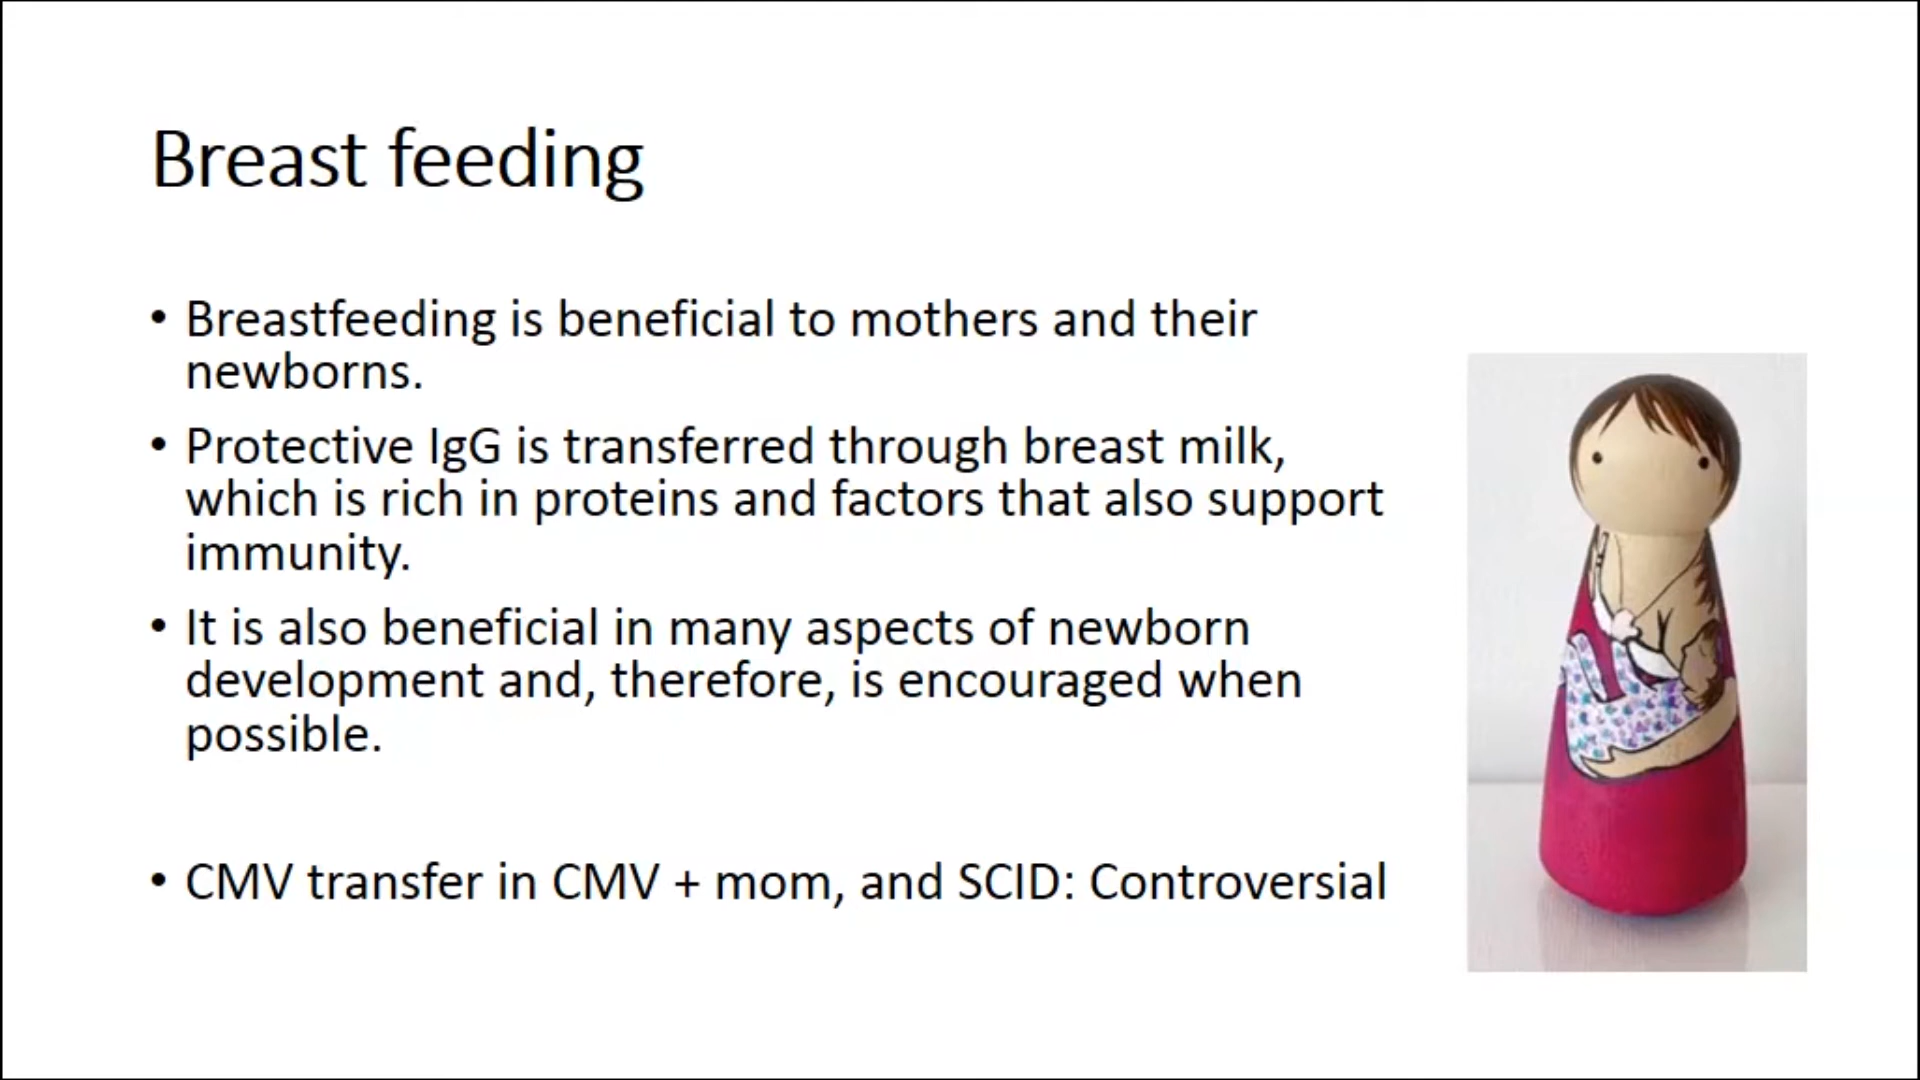 Breast feeding
• Breastfeeding is beneficial to mothers and their
newborns.
• Protective IgG is transferred through breast milk,
which is rich in proteins and factors that also support
immunity.
• It is also beneficial in many aspects of newborn
development and, therefore, is encouraged when
possible.
• CMV transfer in CMV + mom, and SCID: Controversial